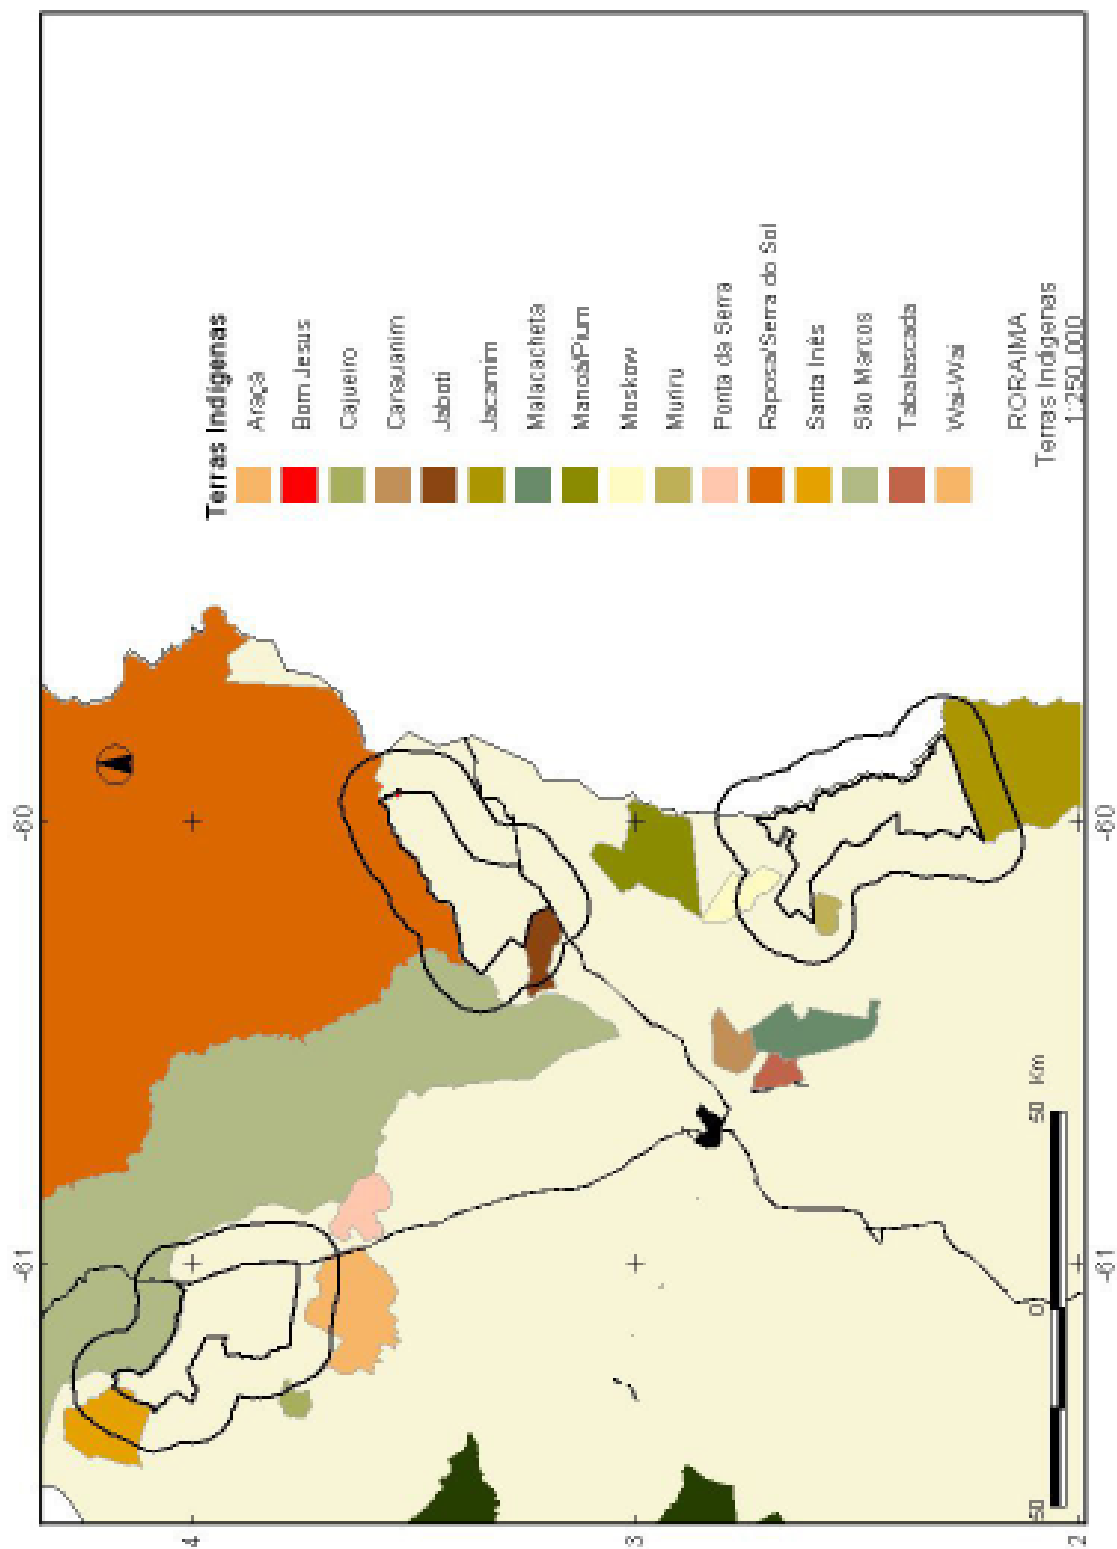 -60
-61
4
3
2
-60
-61
Terras Indígenas
Araçá
Bom Jesus
Cajueiro
Canauanim
Jaboti
Jacamim
Malacacheta
Manoá/Pium
Moskow
Muriru
Ponta da Serra
Raposa/Serra do Sol
Santa Inês
São Marcos
Tabalascada
Wai-Wai
RORAIMA
Terras Indígenas
1:250.000
50 0 50 Km